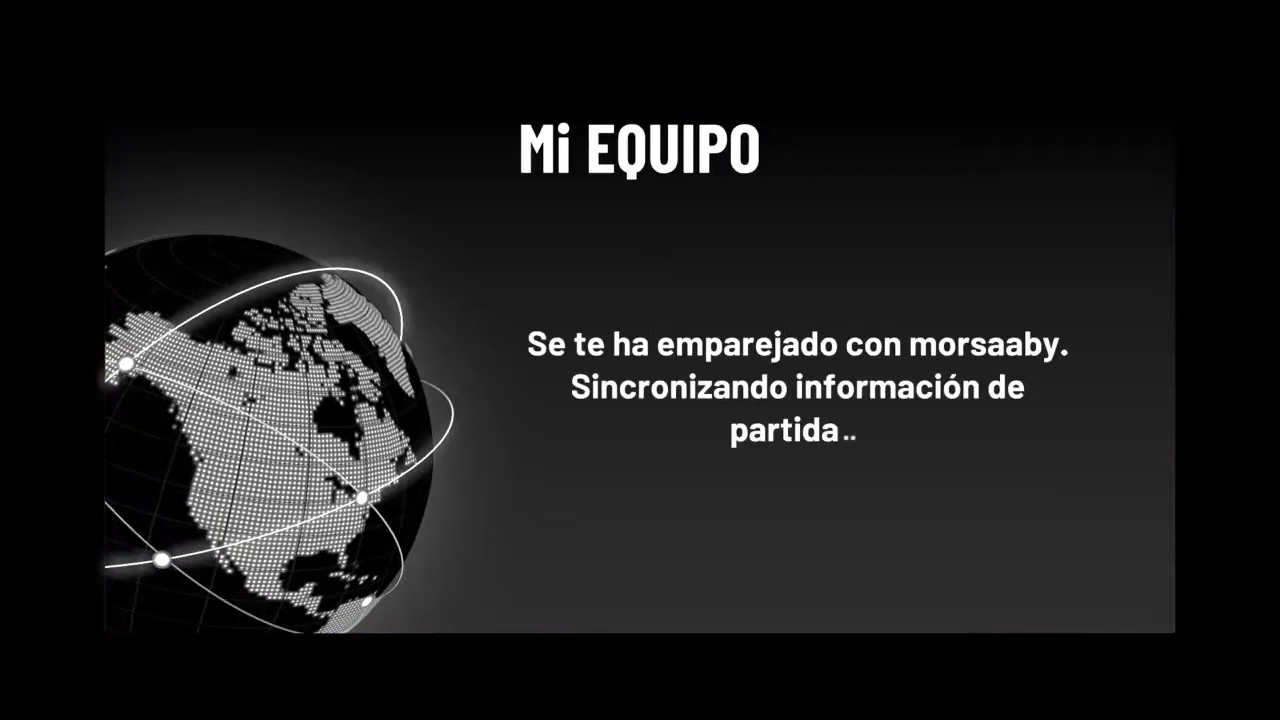 Mi EQUIPO
Se te ha emparejado con morsaaby.
Sincronizando información de
partida..